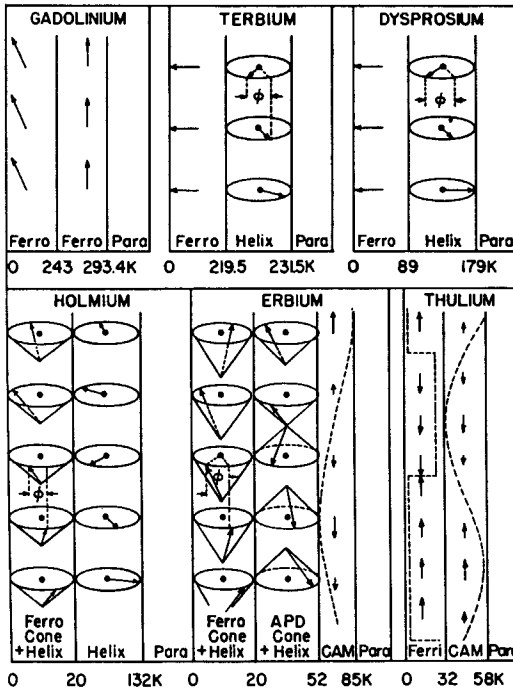 GADOLINIUM
Ferro Ferro Para
0 243 293.4K
TERBIUM
ϕ
Ferro Helix Para
0 219.5 231.5K
DYSPROSIUM
ϕ
Ferro Helix Para
0 89 179K
HOLMIUM
ϕ
Ferro
Cone
+Helix Helix Para
0 20 132K
ERBIUM
ϕ
Ferro APD
Cone Cone
+Helix +Helix CAM Para
0 20 52 85K
THULIUM
Ferri CAM Para
0 32 58K